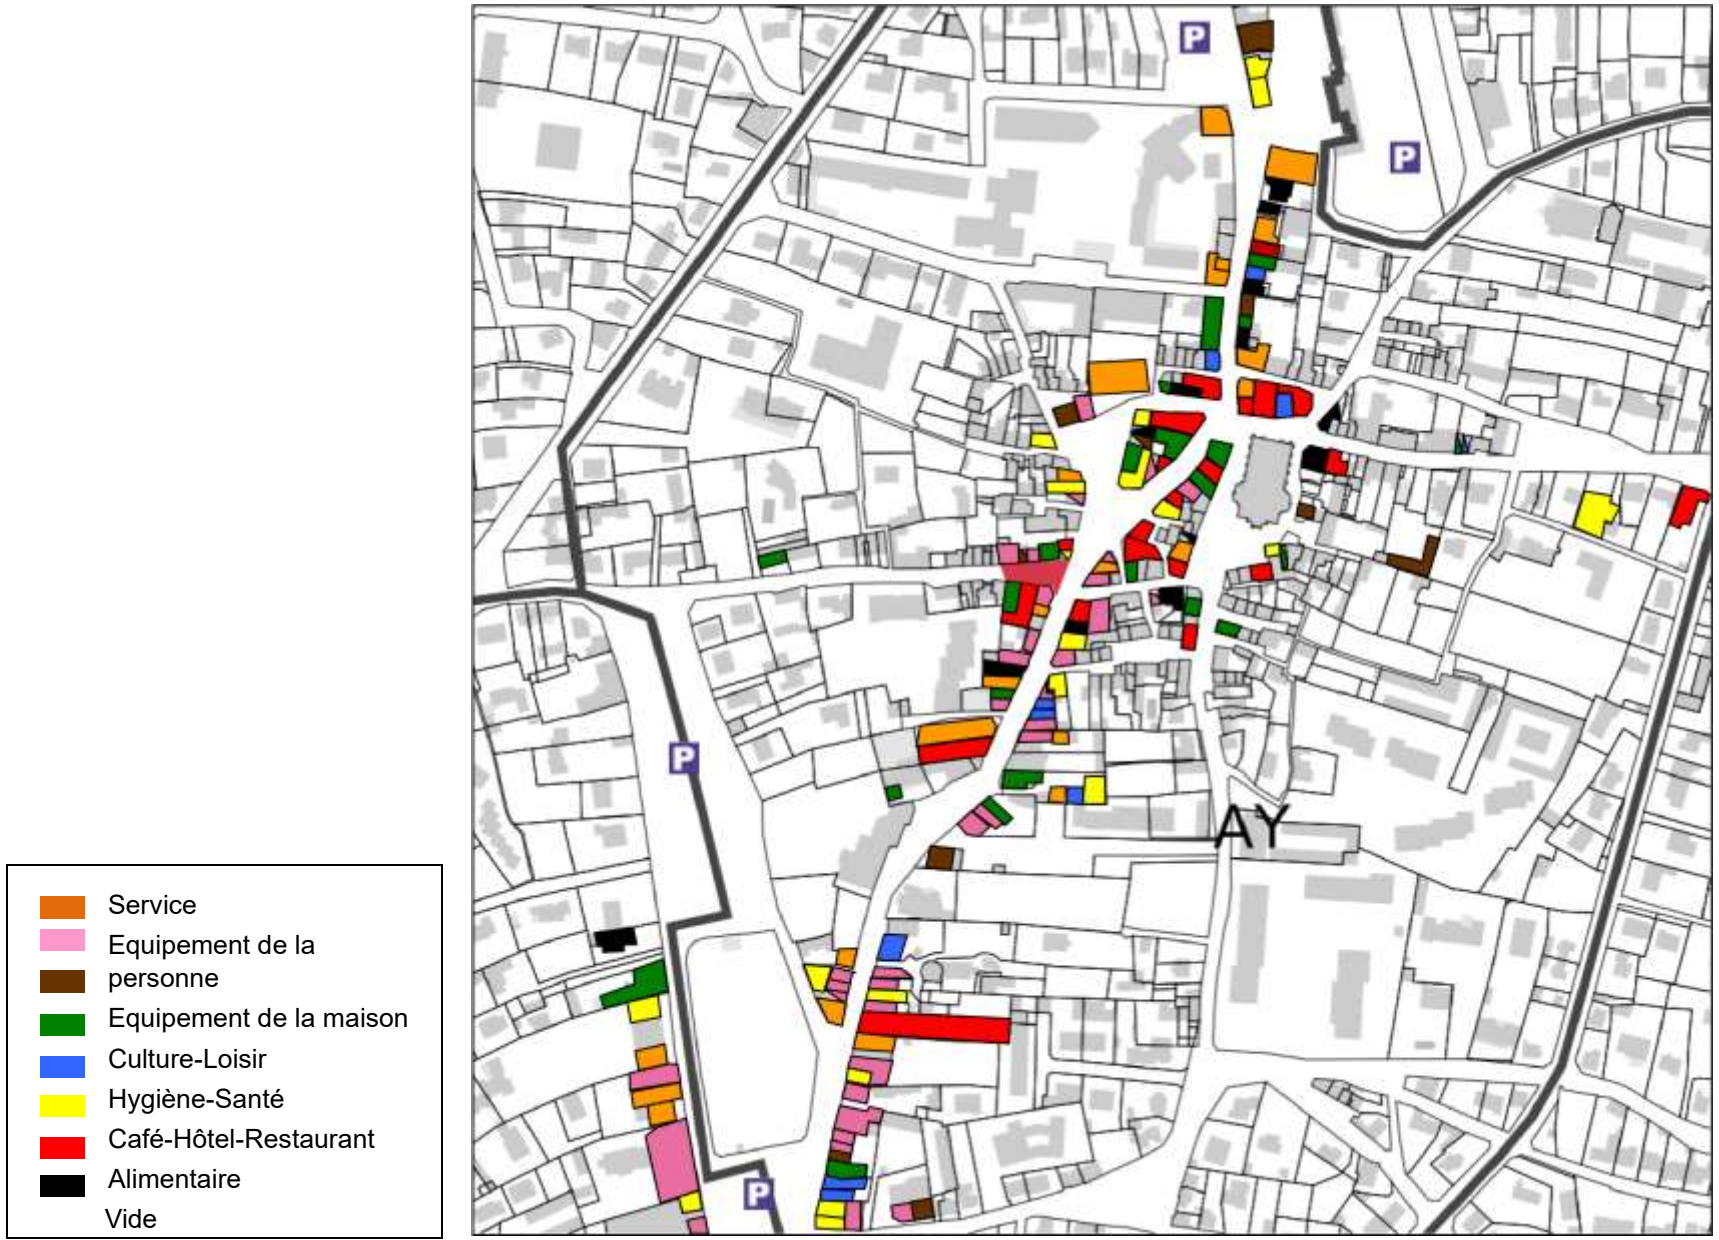 P
P
P
AY
Service
Equipement de la
personne
Equipement de la maison
Culture-Loisir
Hygiène-Santé
Café-Hôtel-Restaurant
Alimentaire
Vide
P